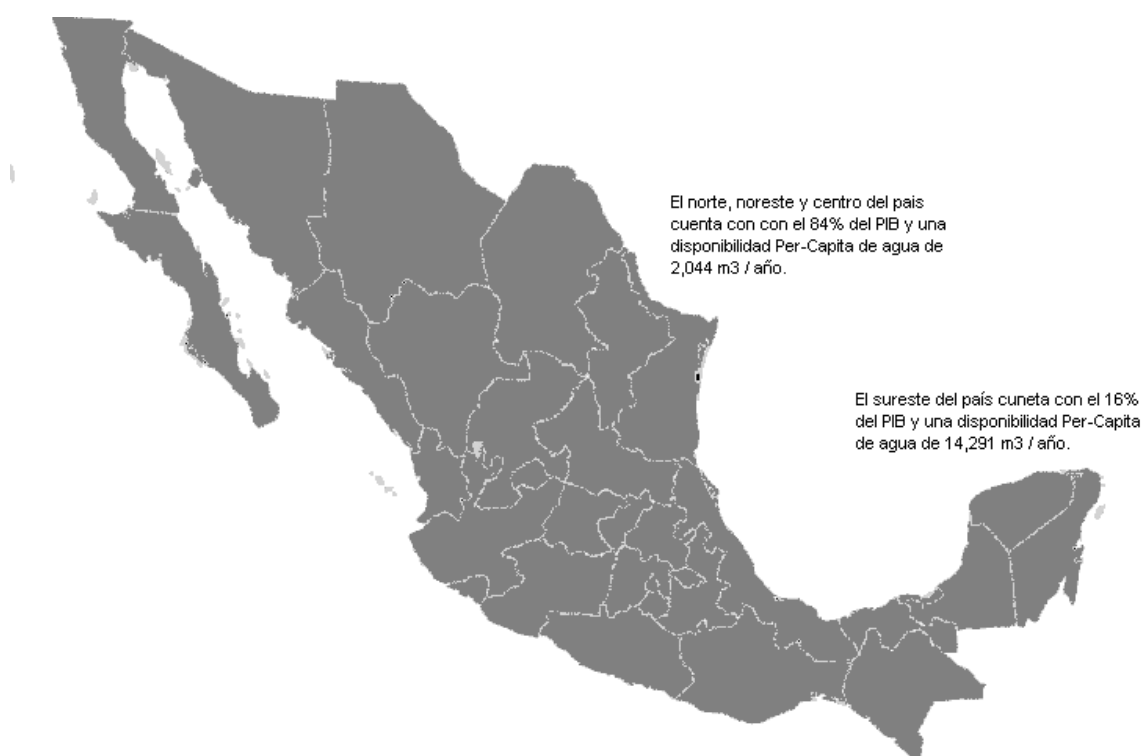 El norte, noreste y centro del pais
cuenta con con el 84% del PIB y una
disponibilidad Per-Capita de agua de
2,044 m3 / año.
El sureste del país cuneta con el 16%
del PIB y una disponibilidad Per-Capita
de agua de 14,291 m3 / año.